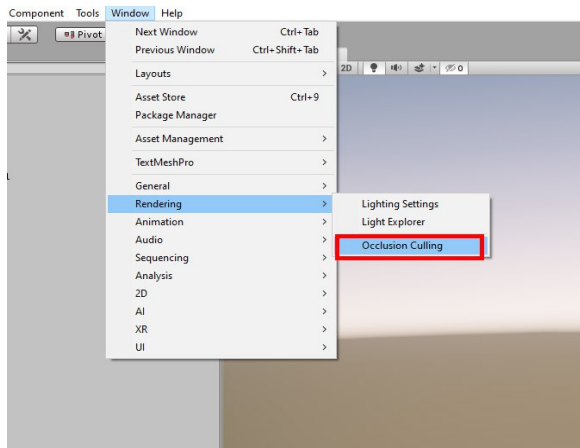 Component Tools Window Help
Pivot
Next Window Ctrl+Tab
Previous Window Ctrl+Shift+Tab
Layouts >
2D 0
Asset Store Ctrl+9
Package Manager
Asset Management >
TextMeshPro >
General >
Rendering >
Lighting Settings
Animation >
Light Explorer
Audio >
Occlusion Culling
Sequencing >
Analysis >
2D >
AI >
XR >
UI >